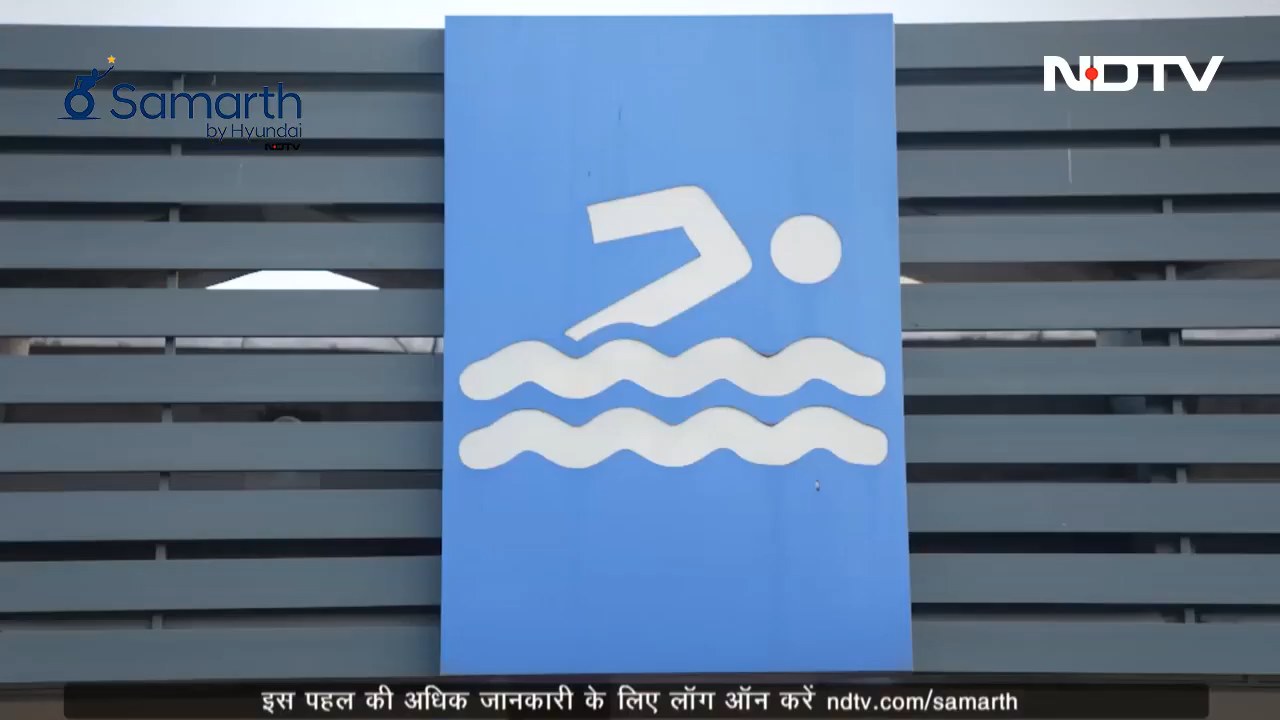 Samarth
by Hyundai
NDTV
NDTV
इस पहल की अधिक जानकारी के लिए लॉग ऑन करें ndtv.com/samarth